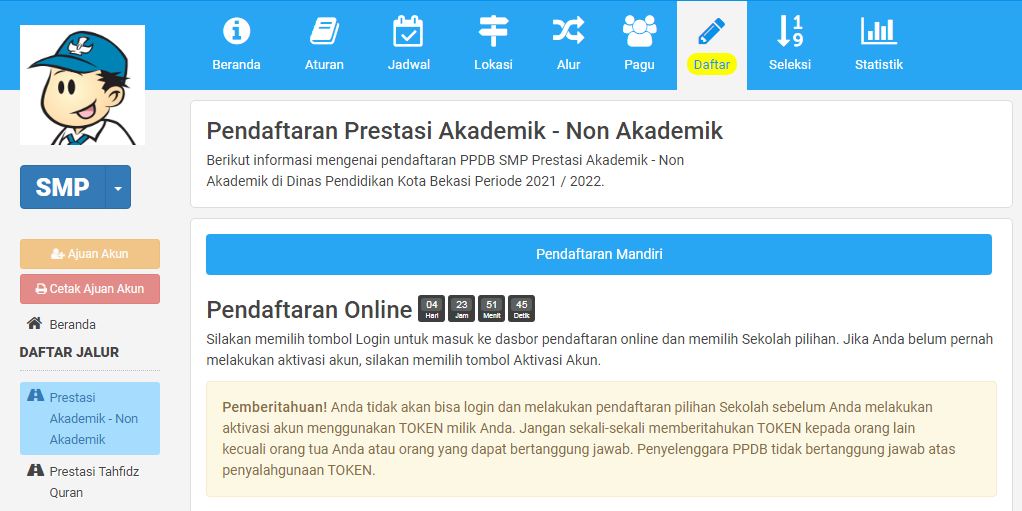 Beranda
Aturan
Jadwal
Lokasi
Alur
Pagu
Daftar
Seleksi
Statistik
SMP
Ajuan Akun
Cetak Ajuan Akun
Beranda
DAFTAR JALUR
Prestasi
Akademik - Non
Akademik
Prestasi Tahfidz
Quran
Pendaftaran Prestasi Akademik - Non Akademik
Berikut informasi mengenai pendaftaran PPDB SMP Prestasi Akademik - Non
Akademik di Dinas Pendidikan Kota Bekasi Periode 2021 / 2022.
Pendaftaran Mandiri
Pendaftaran Online 04 Hari 23 Jam 51 Menit 45 Detik
Silakan memilih tombol Login untuk masuk ke dasbor pendaftaran online dan memilih Sekolah pilihan. Jika Anda belum pernah
melakukan aktivasi akun, silakan memilih tombol Aktivasi Akun.
Pemberitahuan! Anda tidak akan bisa login dan melakukan pendaftaran pilihan Sekolah sebelum Anda melakukan
aktivasi akun menggunakan TOKEN milik Anda. Jangan sekali-sekali memberitahukan TOKEN kepada orang lain
kecuali orang tua Anda atau orang yang dapat bertanggung jawab. Penyelenggara PPDB tidak bertanggung jawab atas
penyalahgunaan TOKEN.